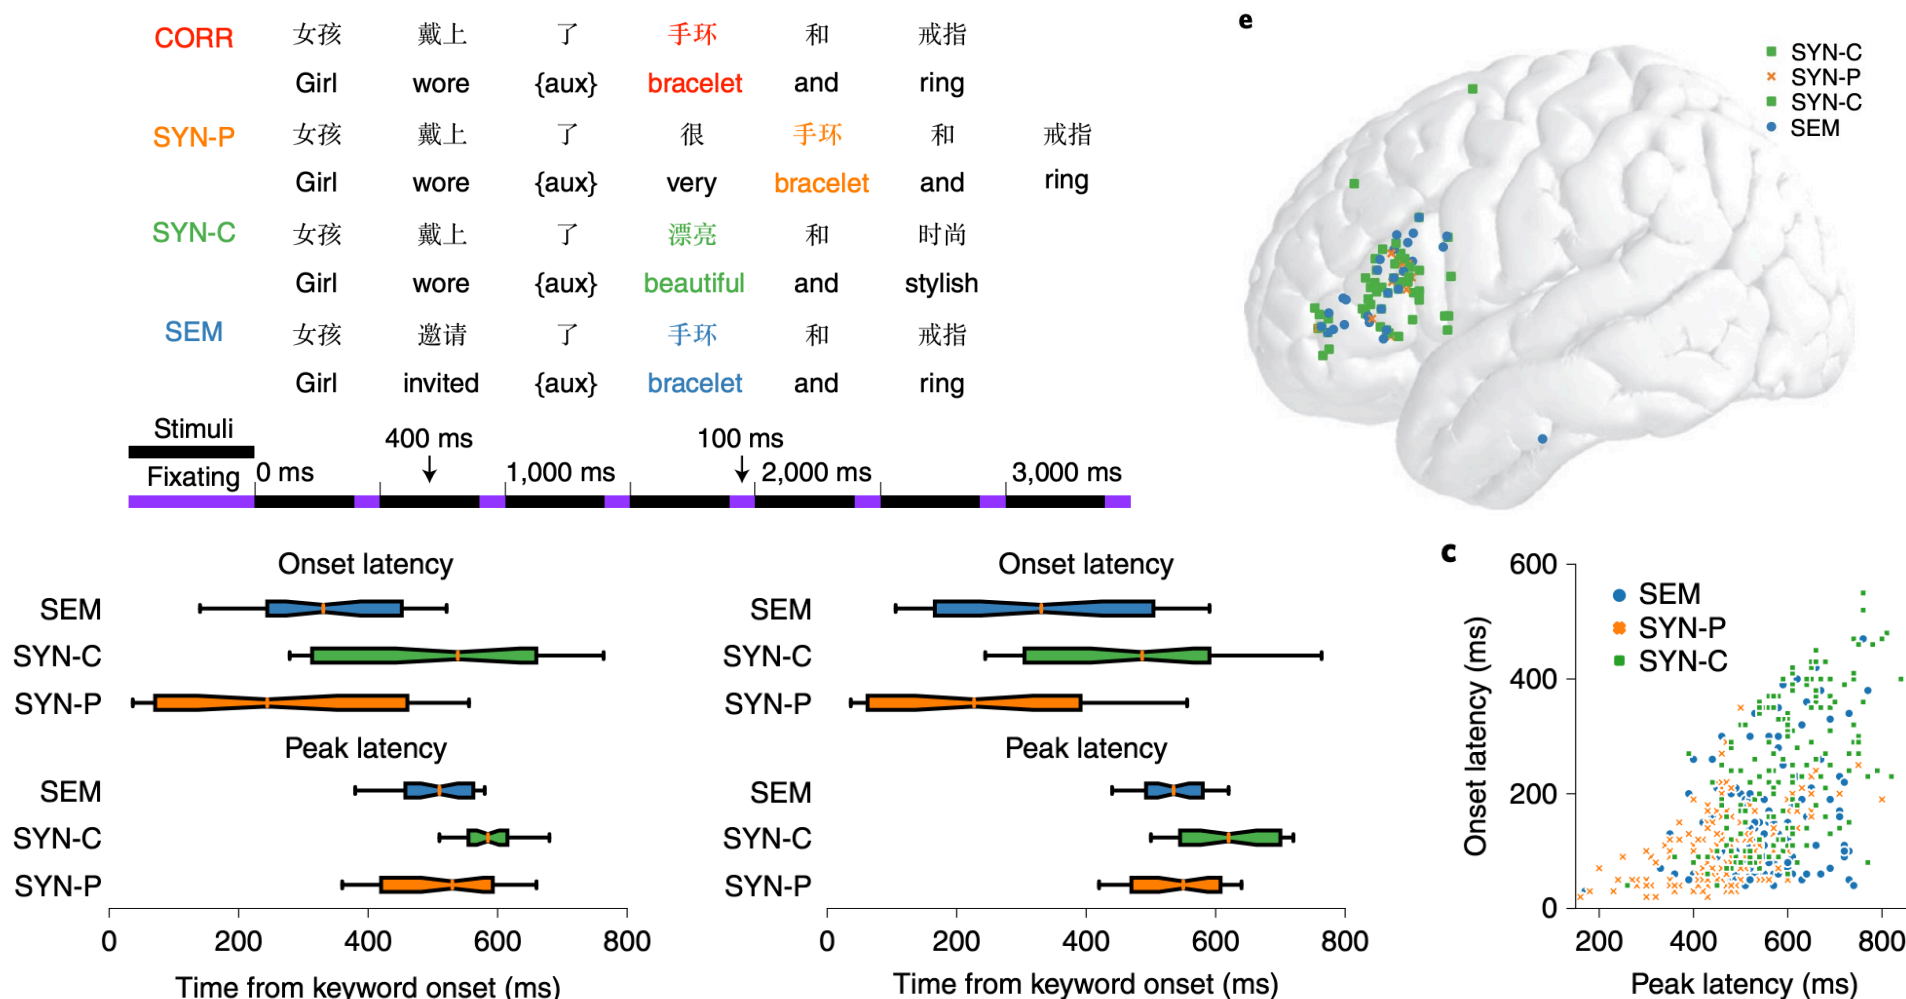 CORR 女孩 戴上 了 手环 和 戒指
Girl wore {aux} bracelet and ring
SYN-P 女孩 戴上 了 很 手环 和 戒指
Girl wore {aux} very bracelet and ring
SYN-C 女孩 戴上 了 漂亮 和 时尚
Girl wore {aux} beautiful and stylish
SEM 女孩 邀请 了 手环 和 戒指
Girl invited {aux} bracelet and ring
Stimuli 400 ms 100 ms
Fixating 0 ms 1,000 ms 2,000 ms 3,000 ms
e
SYN-C
SYN-P
SYN-C
SEM
Onset latency
SEM
SYN-C
SYN-P
Peak latency
SEM
SYN-C
SYN-P
0 200 400 600 800
Time from keyword onset (ms)
Onset latency
SEM
SYN-C
SYN-P
Peak latency
SEM
SYN-C
SYN-P
0 200 400 600 800
Time from keyword onset (ms)
c
600
400
200
0
Onset latency (ms)
SEM
SYN-P
SYN-C
200 400 600 800
Peak latency (ms)